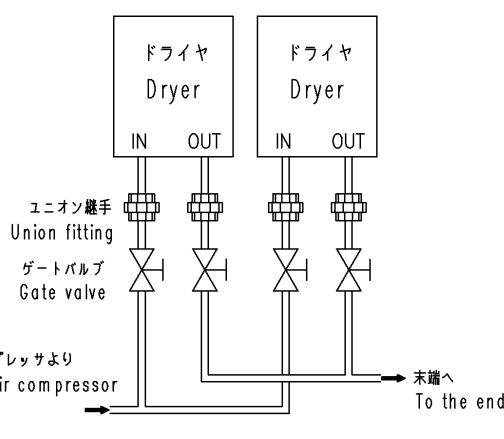 ドライヤ
Dryer
IN OUT
ドライヤ
Dryer
IN OUT
ユニオン継手
Union fitting
ゲートバルブ
Gate valve
プレッサより
ir compressor
末端へ
To the end